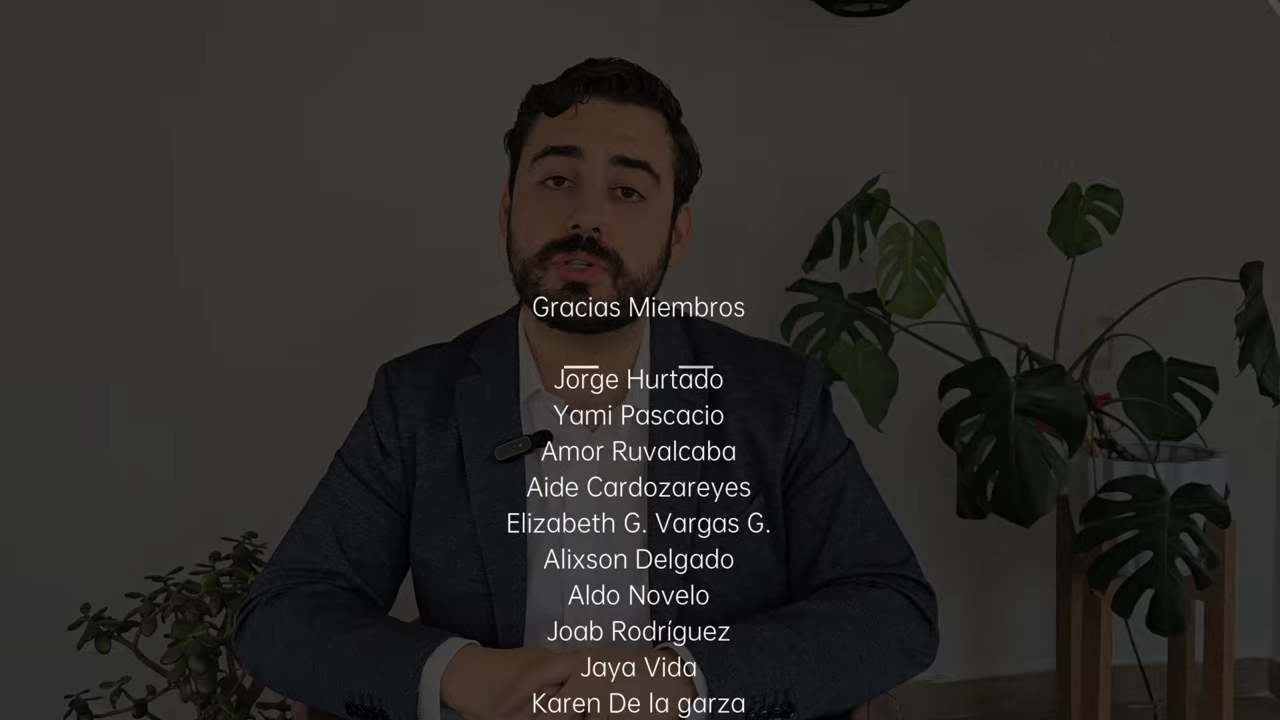 Gracias Miembros
Jorge Hurtado
Yami Pascacio
Amor Ruvalcaba
Aide Cardozareyes
Elizabeth G. Vargas G.
Alixson Delgado
Aldo Novelo
Joab Rodríguez
Jaya Vida
Karen De la garza